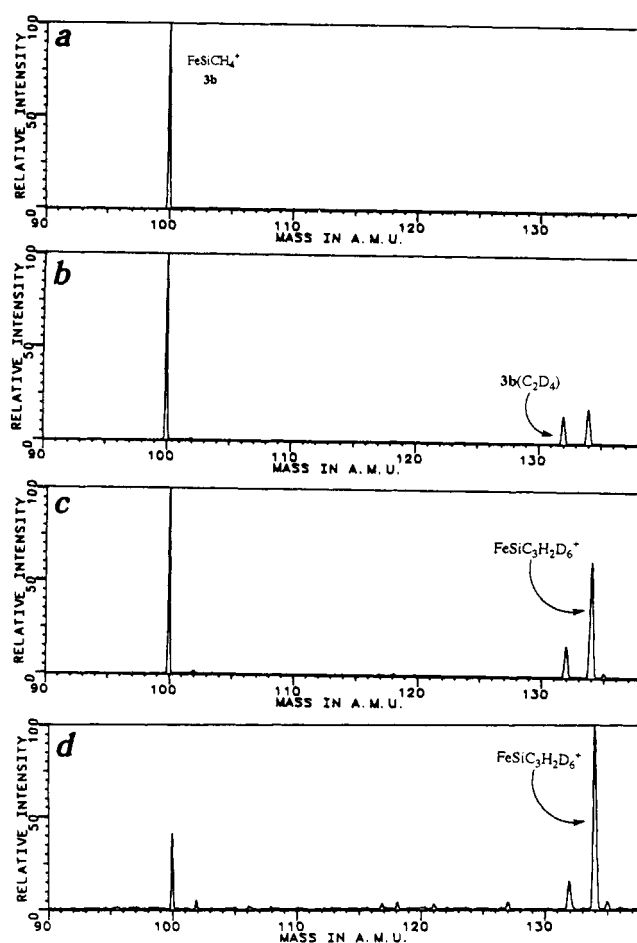 a
RELATIVE INTENSITY
100
50
0
FeSiCH₄⁺
3b
90 100 110 120 130
MASS IN A.M.U.
b
RELATIVE INTENSITY
100
50
0
3b(C₂D₄)
90 100 110 120 130
MASS IN A.M.U.
c
RELATIVE INTENSITY
100
50
0
FeSiC₃H₂D₆⁺
90 100 110 120 130
MASS IN A.M.U.
d
RELATIVE INTENSITY
100
50
0
FeSiC₃H₂D₆⁺
90 100 110 120 130
MASS IN A.M.U.